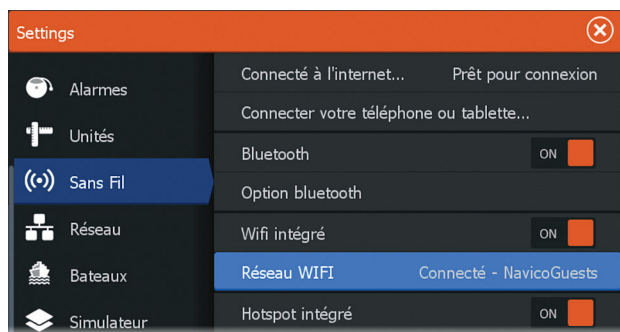 Settings
Alarmes
Unités
Sans Fil
Réseau
Bateaux
Simulateur
Connecté à l'internet... Prêt pour connexion
Connecter votre téléphone ou tablette...
Bluetooth ON
Option bluetooth
Wifi intégré ON
Réseau WIFI Connecté - NavicoGuests
Hotspot intégré ON